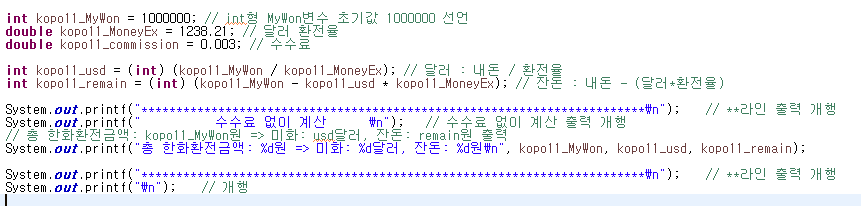 int kopo11_MyWon = 1000000; // int형 MyWon변수 초기값 1000000 선언
double kopo11_MoneyEx = 1238.21; // 달러 환전율
double kopo11_commission = 0.003; // 수수료
int kopo11_usd = (int) (kopo11_MyWon / kopo11_MoneyEx); // 달러 : 내돈 / 환전율
int kopo11_remain = (int) (kopo11_MyWon - kopo11_usd * kopo11_MoneyEx); // 잔돈 : 내돈 - (달러*환전율)
System.out.printf("************************************************************************₩n"); // **라인 출력 개행
System.out.printf(" 수수료 없이 계산 ₩n"); // 수수료 없이 계산 출력 개행
// 총 한화환전금액: kopo11_MyWon원 => 미화: usd달러, 잔돈: remain원 출력
System.out.printf("총 한화환전금액: %d원 => 미화: %d달러, 잔돈: %d원₩n", kopo11_MyWon, kopo11_usd, kopo11_remain);
System.out.printf("************************************************************************₩n"); // **라인 출력 개행
System.out.printf("₩n"); // 개행